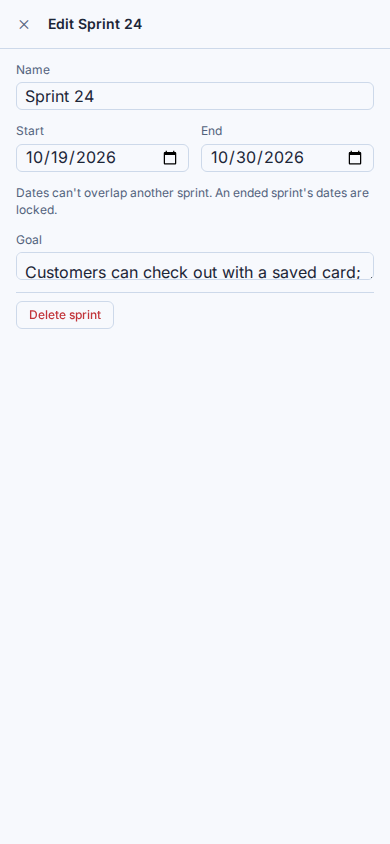 Edit Sprint 24
Name
Sprint 24
Start
End
10/19/2026
10/30/2026
Dates can't overlap another sprint. An ended sprint's dates are
locked.
Goal
Customers can check out with a saved card;
Delete sprint